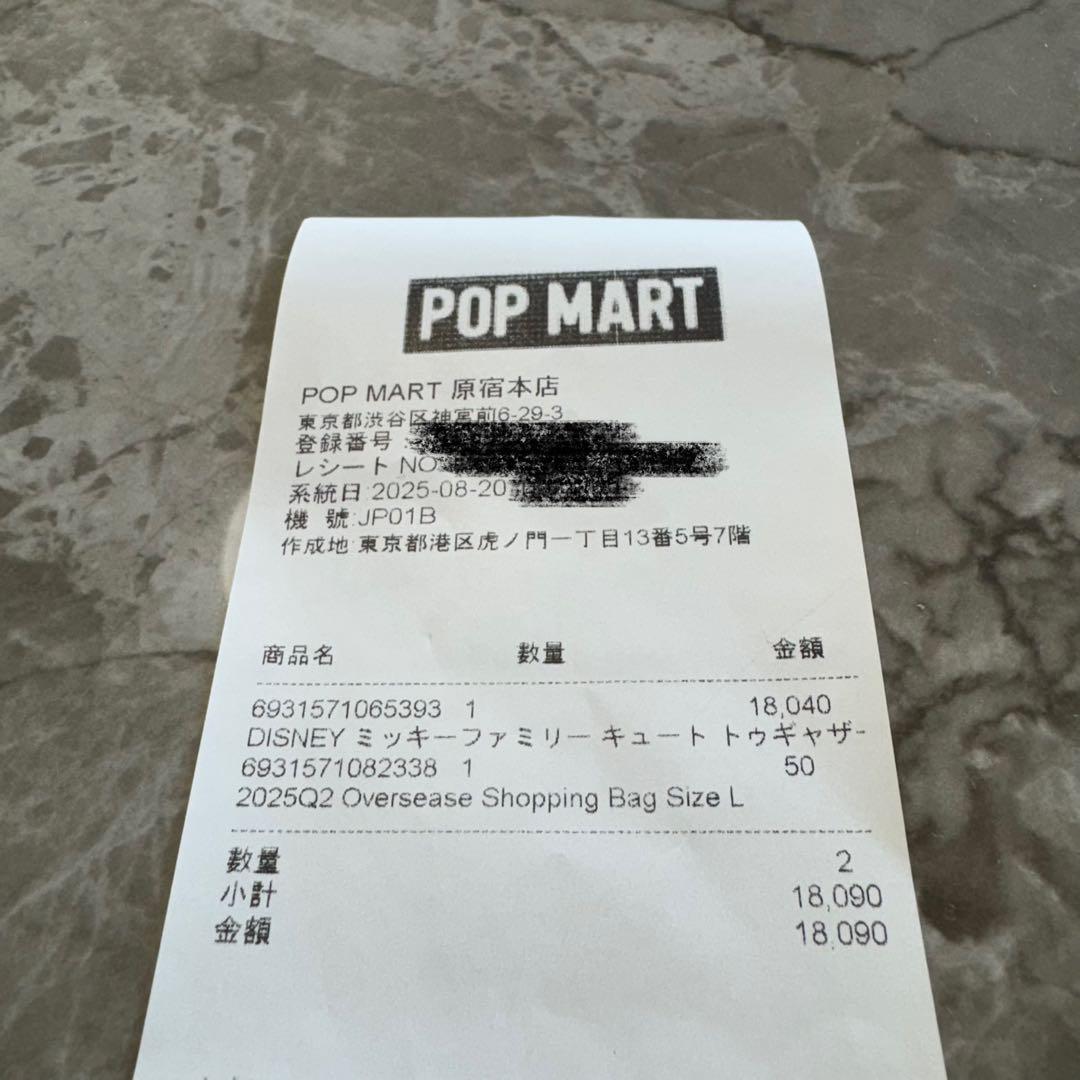 POP MART
POP MART 原宿本店
東京都渋谷区神宮前6-29-3
登録番号 :
レシート NO
系統日:2025-08-20
機 號:JP01B
作成地:東京都港区虎ノ門一丁目13番5号7階
商品名 数量 金額
6931571065393 1 18,040
DISNEY ミッキーファミリー キュート トゥギャザー
6931571082338 1 50
2025Q2 Oversease Shopping Bag Size L
数量 2
小計 18,090
金額 18,090